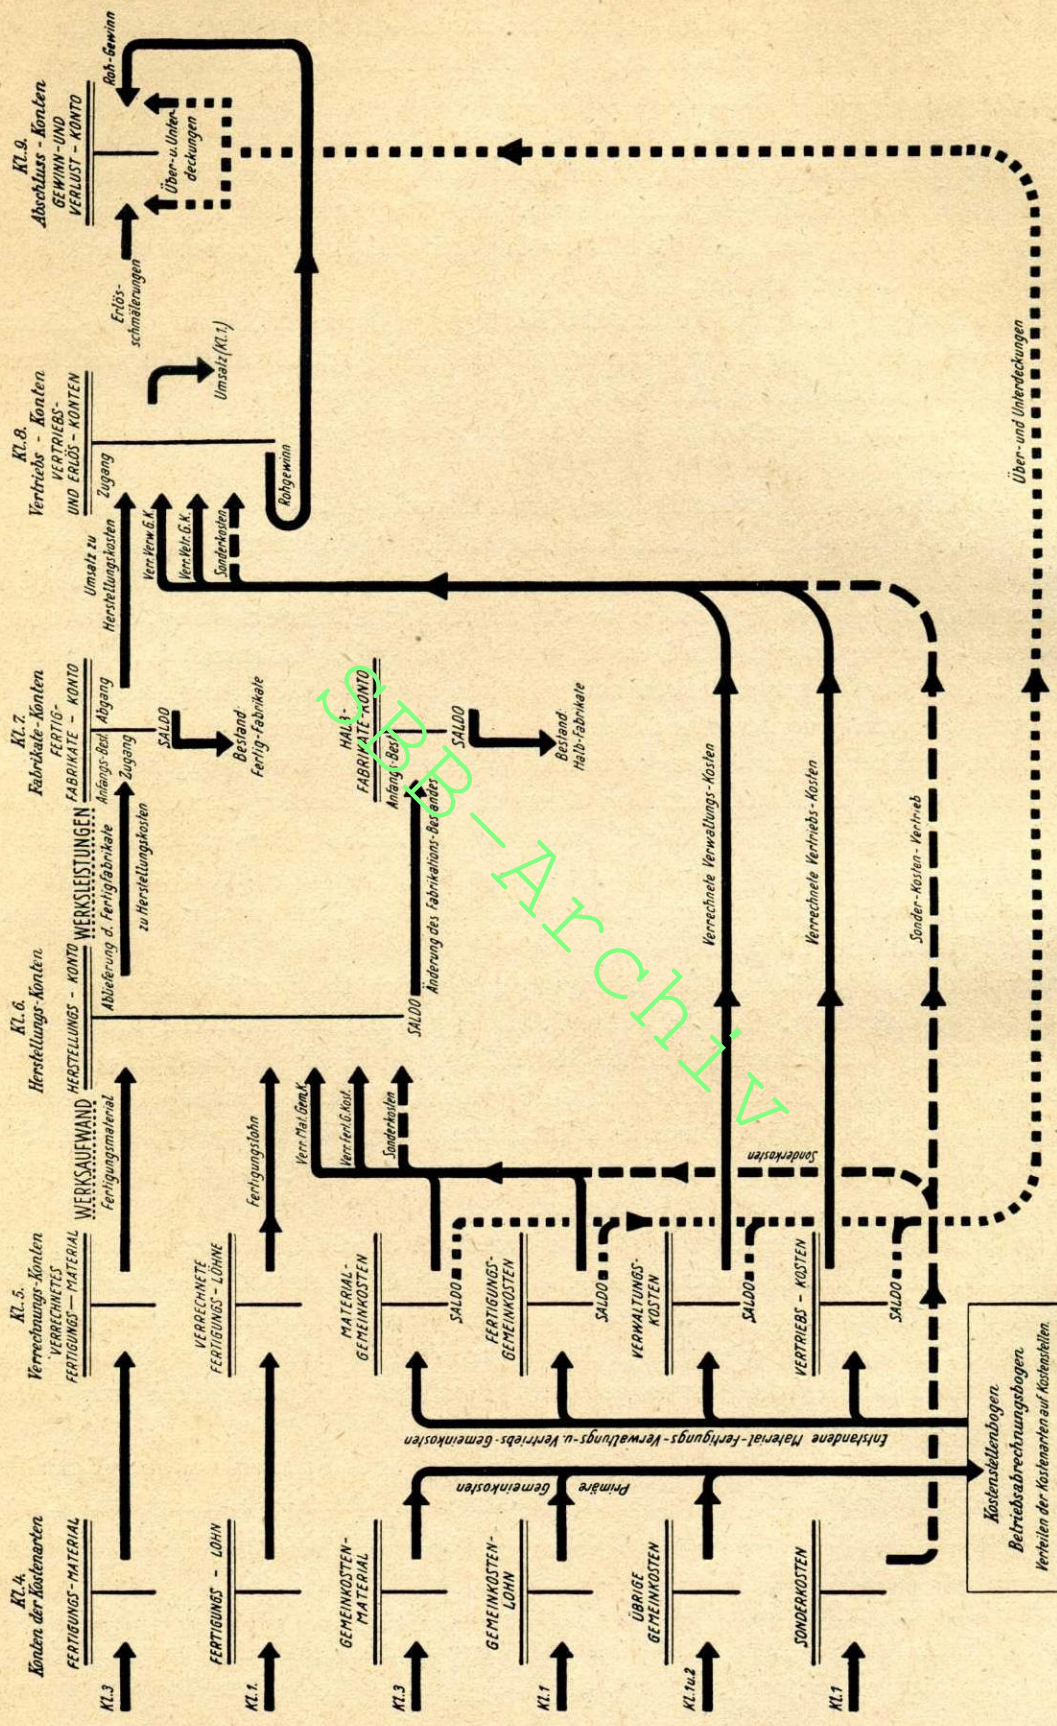 Kl.4.
Konten der Kostenarten
FERTIGUNGS-MATERIAL
Kl.3
FERTIGUNGS - LOHN
Kl.1.
GEMEINKOSTEN-
MATERIAL
Kl.3
GEMEINKOSTEN-
LOHN
Kl.1
ÜBRIGE
GEMEINKOSTEN
Kl.1u.2
SONDERKOSTEN
Kl.1
Primäre Gemeinkosten
Entstandene Material-Fertigungs-Verwaltungs-u.-Vertriebs-Gemeinkosten
Kostenstellenbogen
Betriebsabrechnungsbogen
Verteilen der Kostenarten auf Kostenstellen.
Kl.5.
Verrechnungs-Konten
VERRECHNETES
FERTIGUNGS—MATERIAL
VERRECHNETE
FERTIGUNGS - LÖHNE
MATERIAL-
GEMEINKOSTEN
SALDO
FERTIGUNGS-
GEMEINKOSTEN
SALDO
VERWALTUNGS-
KOSTEN
SALDO
VERTRIEBS - KOSTEN
SALDO
WERKSAUFWAND
Fertigungsmaterial
Fertigungslohn
Verr. Mat. Gem.K.
Verr. Fert. G. Kost.
Sonderkosten
Sonderkosten
Kl.6.
Herstellungs-Konten
HERSTELLUNGS - KONTO
SALDO
WERKSLEISTUNGEN
Ablieferung d. Fertigfabrikate
zu Herstellungskosten
Änderung des Fabrikations-Bestandes
Verrechnete Verwaltungs-Kosten
Verrechnete Vertriebs-Kosten
Sonder-Kosten-Vertrieb
Kl.7.
Fabrikate-Konten
FERTIG-
FABRIKATE - KONTO
Anfangs-Best. Abgang
Zugang
SALDO
Bestand
Fertig-Fabrikate
HALB-
FABRIKATE KONTO
Anfangs-Best.
SALDO
Bestand
Halb-Fabrikate
Umsatz zu
Herstellungskosten
Verr. Verw. G.K.
Verr. Vetr. G.K.
Sonderkosten
Kl.8.
Vertriebs - Konten
VERTRIEBS-
UND ERLÖS - KONTEN
Zugang
Rohgewinn
Umsatz (Kl.1.)
Erlös-
schmälerungen
Über-und Unterdeckungen
Kl.9.
Abschluss - Konten
GEWINN-UND
VERLUST - KONTO
Roh-Gewinn
Über-u.Unter
deckungen
SBB-Archiv